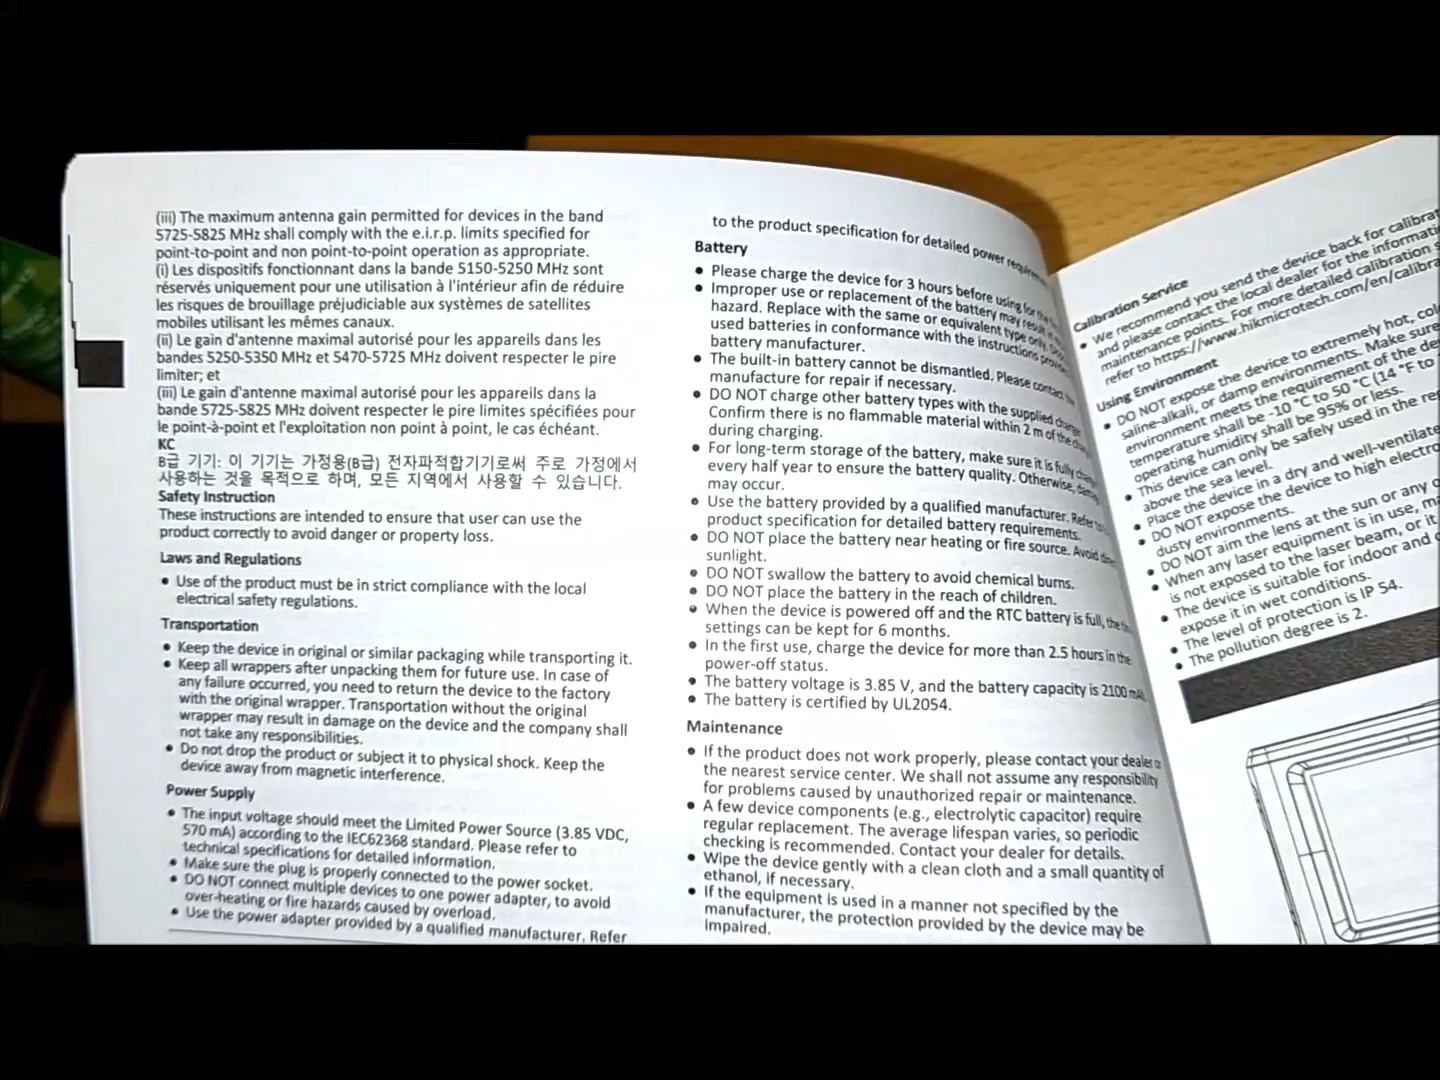 (iii) The maximum antenna gain permitted for devices in the band
5725-5825 MHz shall comply with the e.i.r.p. limits specified for
point-to-point and non point-to-point operation as appropriate.
(i) Les dispositifs fonctionnant dans la bande 5150-5250 MHz sont
réservés uniquement pour une utilisation à l'intérieur afin de réduire
les risques de brouillage préjudiciable aux systèmes de satellites
mobiles utilisant les mêmes canaux.
(ii) Le gain d'antenne maximal autorisé pour les appareils dans les
bandes 5250-5350 MHz et 5470-5725 MHz doivent respecter le pire
limiter; et
(iii) Le gain d'antenne maximal autorisé pour les appareils dans la
bande 5725-5825 MHz doivent respecter le pire limites spécifiées pour
le point-à-point et l'exploitation non point à point, le cas échéant.
KC
B급 기기: 이 기기는 가정용(B급) 전자파적합기기로써 주로 가정에서
사용하는 것을 목적으로 하며, 모든 지역에서 사용할 수 있습니다.
Safety Instruction
These instructions are intended to ensure that user can use the
product correctly to avoid danger or property loss.
Laws and Regulations
● Use of the product must be in strict compliance with the local
electrical safety regulations.
Transportation
● Keep the device in original or similar packaging while transporting it.
● Keep all wrappers after unpacking them for future use. In case of
any failure occurred, you need to return the device to the factory
with the original wrapper. Transportation without the original
wrapper may result in damage on the device and the company shall
not take any responsibilities.
● Do not drop the product or subject it to physical shock. Keep the
device away from magnetic interference.
Power Supply
● The input voltage should meet the Limited Power Source (3.85 VDC,
570 mA) according to the IEC62368 standard. Please refer to
technical specifications for detailed information.
● Make sure the plug is properly connected to the power socket.
● DO NOT connect multiple devices to one power adapter, to avoid
over-heating or fire hazards caused by overload.
● Use the power adapter provided by a qualified manufacturer. Refer
to the product specification for detailed power
Battery
● Please charge the device for 3 hours before using for the
● Improper use or replacement of the battery may result
hazard. Replace with the same or equivalent type only.
used batteries in conformance with the instructions
battery manufacturer.
● The built-in battery cannot be dismantled. Please contact
manufacture for repair if necessary.
● DO NOT charge other battery types with the supplied
Confirm there is no flammable material within 2 m of the
during charging.
● For long-term storage of the battery, make sure it is fully
every half year to ensure the battery quality. Otherwise,
may occur.
● Use the battery provided by a qualified manufacturer. Refer
product specification for detailed battery requirements.
● DO NOT place the battery near heating or fire source. Avoid
sunlight.
● DO NOT swallow the battery to avoid chemical burns.
● DO NOT place the battery in the reach of children.
● When the device is powered off and the RTC battery is full, the
settings can be kept for 6 months.
● In the first use, charge the device for more than 2.5 hours in the
power-off status.
● The battery voltage is 3.85 V, and the battery capacity is 2100
● The battery is certified by UL2054.
Maintenance
● If the product does not work properly, please contact your dealer
the nearest service center. We shall not assume any responsibility
for problems caused by unauthorized repair or maintenance.
● A few device components (e.g., electrolytic capacitor) require
regular replacement. The average lifespan varies, so periodic
checking is recommended. Contact your dealer for details.
● Wipe the device gently with a clean cloth and a small quantity of
ethanol, if necessary.
● If the equipment is used in a manner not specified by the
manufacturer, the protection provided by the device may be
impaired.
Calibration Service
● We recommend you send the device back for
and please contact the local dealer for the
maintenance points. For more detailed calibration
refer to https://www.hikmicrotech.com/en/
Using Environment
● DO NOT expose the device to extremely hot,
saline-alkali, or damp environments. Make sure
environment meets the requirement of the
temperature shall be -10 °C to 50 °C (14 °F to
operating humidity shall be 95% or less.
● This device can only be safely used in the
above the sea level.
● Place the device in a dry and
● DO NOT expose the device to high
dusty environments.
● DO NOT aim the lens at the sun or any
● When any laser equipment is in use,
is not exposed to the laser beam, or it
● The device is suitable for indoor and
expose it in wet conditions.
● The level of protection is IP 54.
● The pollution degree is 2.